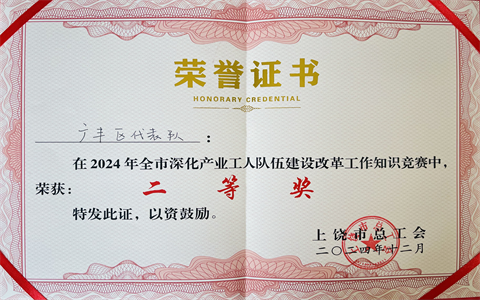 荣誉证书
HONORARY CREDENTIAL
广丰区代表队：
在2024年全市深化产业工人队伍建设改革工作知识竞赛中，
荣获：二等奖
特发此证，以资鼓励。
上饶市总工会
二〇二四年十二月